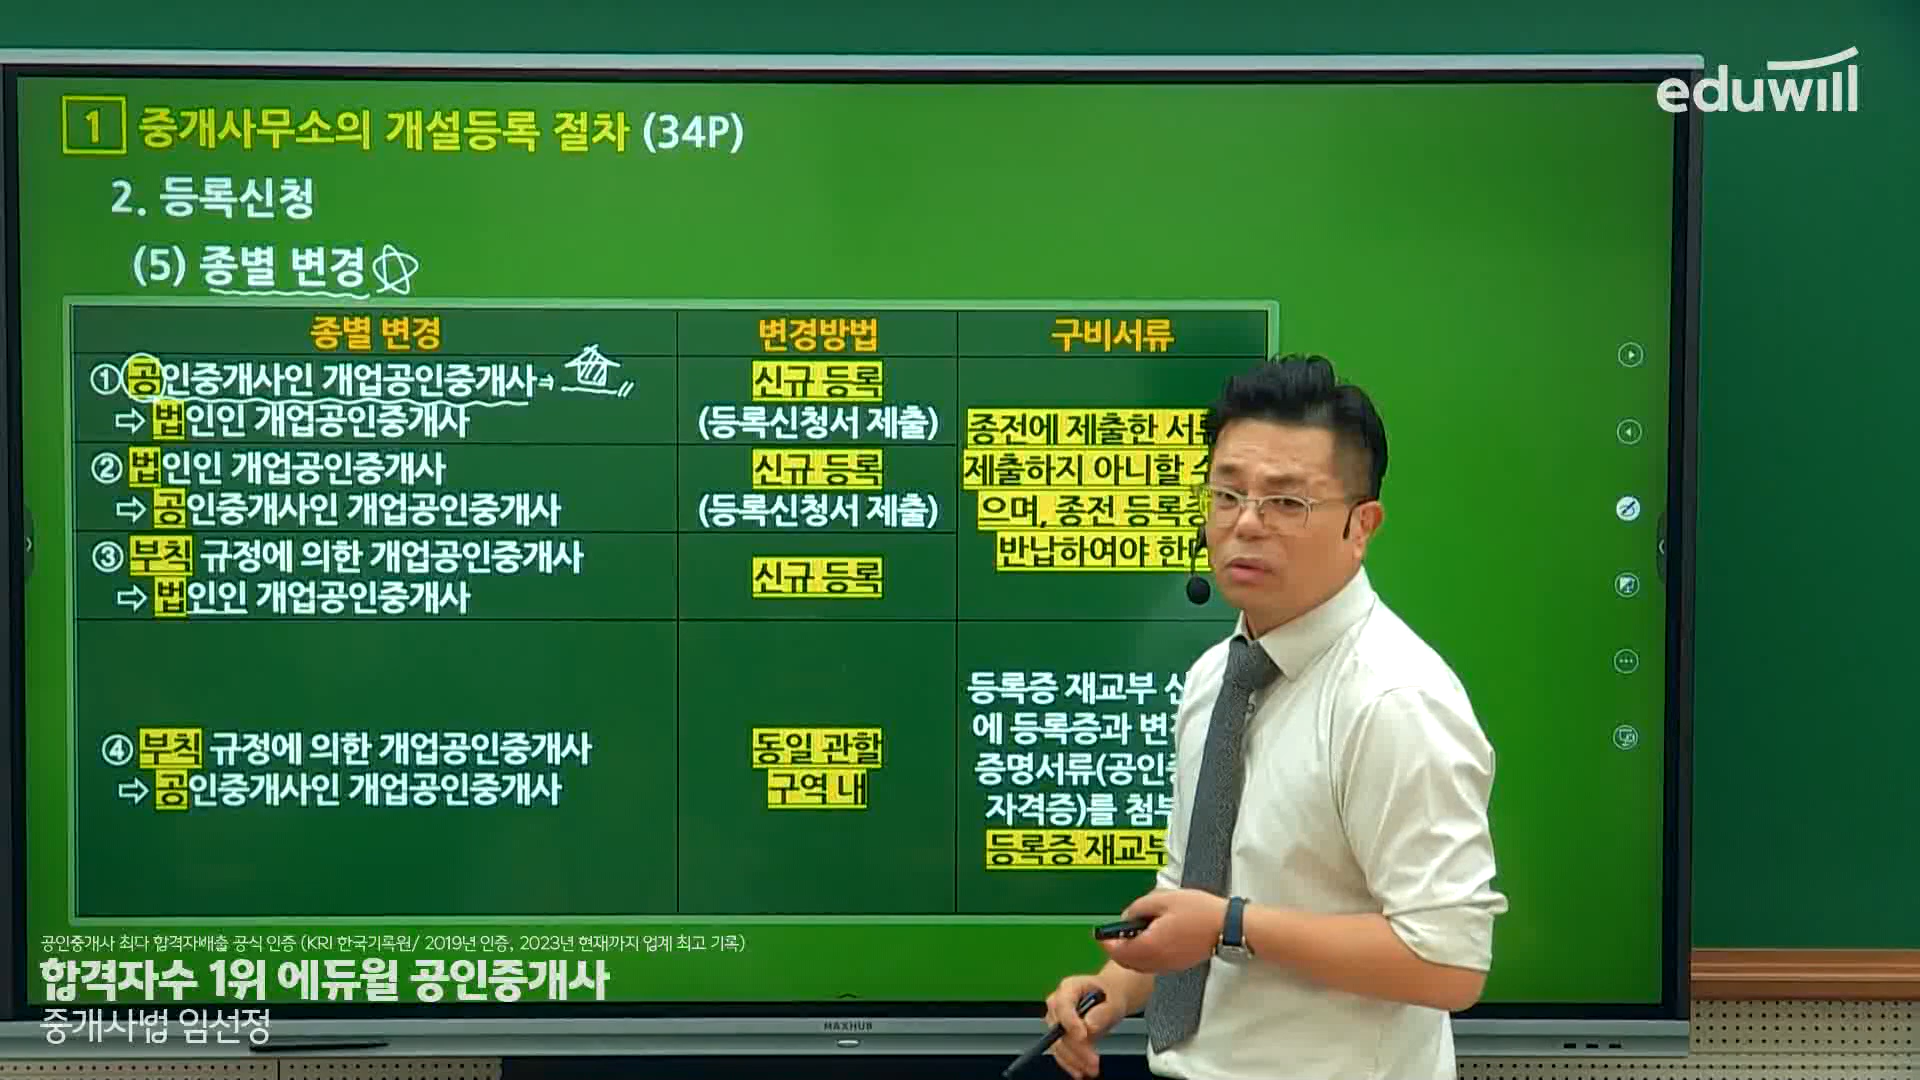 eduwill
1 중개사무소의 개설등록 절차 (34P)
2. 등록신청
(5) 종별 변경
종별 변경 변경방법 구비서류
① 공인중개사인 개업공인중개사
⇨ 법인인 개업공인중개사
신규 등록
(등록신청서 제출)
② 법인인 개업공인중개사
⇨ 공인중개사인 개업공인중개사
신규 등록
(등록신청서 제출)
③ 부칙 규정에 의한 개업공인중개사
⇨ 법인인 개업공인중개사
신규 등록
종전에 제출한
제출하지 아니할
으며, 종전
반납하여야
④ 부칙 규정에 의한 개업공인중개사
⇨ 공인중개사인 개업공인중개사
동일 관할
구역 내
등록증 재교부
에 등록증과
증명서류
자격증)를
등록증
공인중개사 최다 합격자배출 공식 인증 (KRI 한국기록원/ 2019년 인증, 2023년 현재까지 업계 최고 기록)
합격자수 1위 에듀윌 공인중개사
중개사법 임선정
MAXHUB